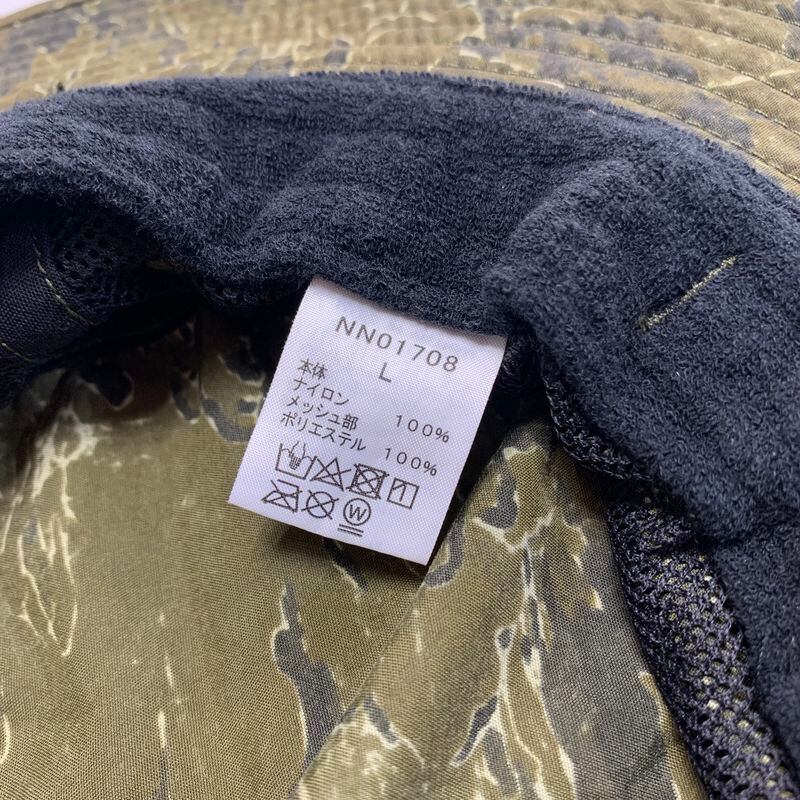 NN01708
L
本体
ナイロン 100%
メッシュ部
ポリエステル 100%
W